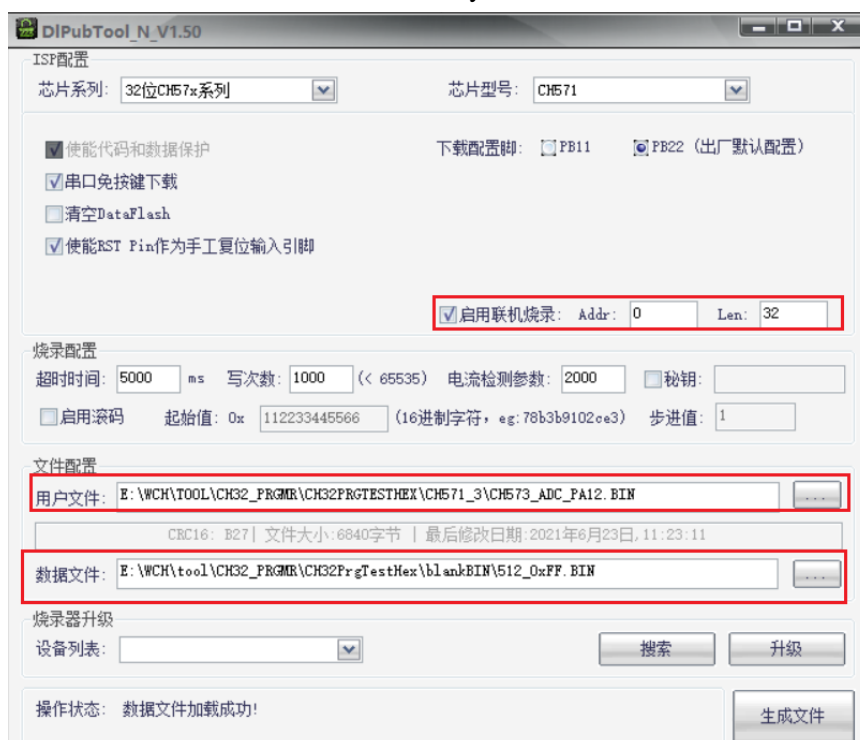 DlPubTool_N_V1.50
ISP配置
芯片系列: 32位CH57x系列 芯片型号: CH571
使能代码和数据保护 下载配置脚: PB11 PB22 (出厂默认配置)
串口免按键下载
清空DataFlash
使能RST Pin作为手工复位输入引脚
启用联机烧录: Addr: 0 Len: 32
烧录配置
超时时间: 5000 ms 写次数: 1000 (< 65535) 电流检测参数: 2000 秘钥:
启用滚码 起始值: 0x 112233445566 (16进制字符, eg:78b3b9102ce3) 步进值: 1
文件配置
用户文件: E:\WCH\TOOL\CH32_PRGMR\CH32PRGTESTHEX\CH571_3\CH573_ADC_PA12.BIN ...
CRC16: B27| 文件大小:6840字节 | 最后修改日期:2021年6月23日,11:23:11
数据文件: E:\WCH\tool\CH32_PRGMR\CH32PrgTestHex\blankBIN\512_0xFF.BIN ...
烧录器升级
设备列表: 搜索 升级
操作状态: 数据文件加载成功! 生成文件